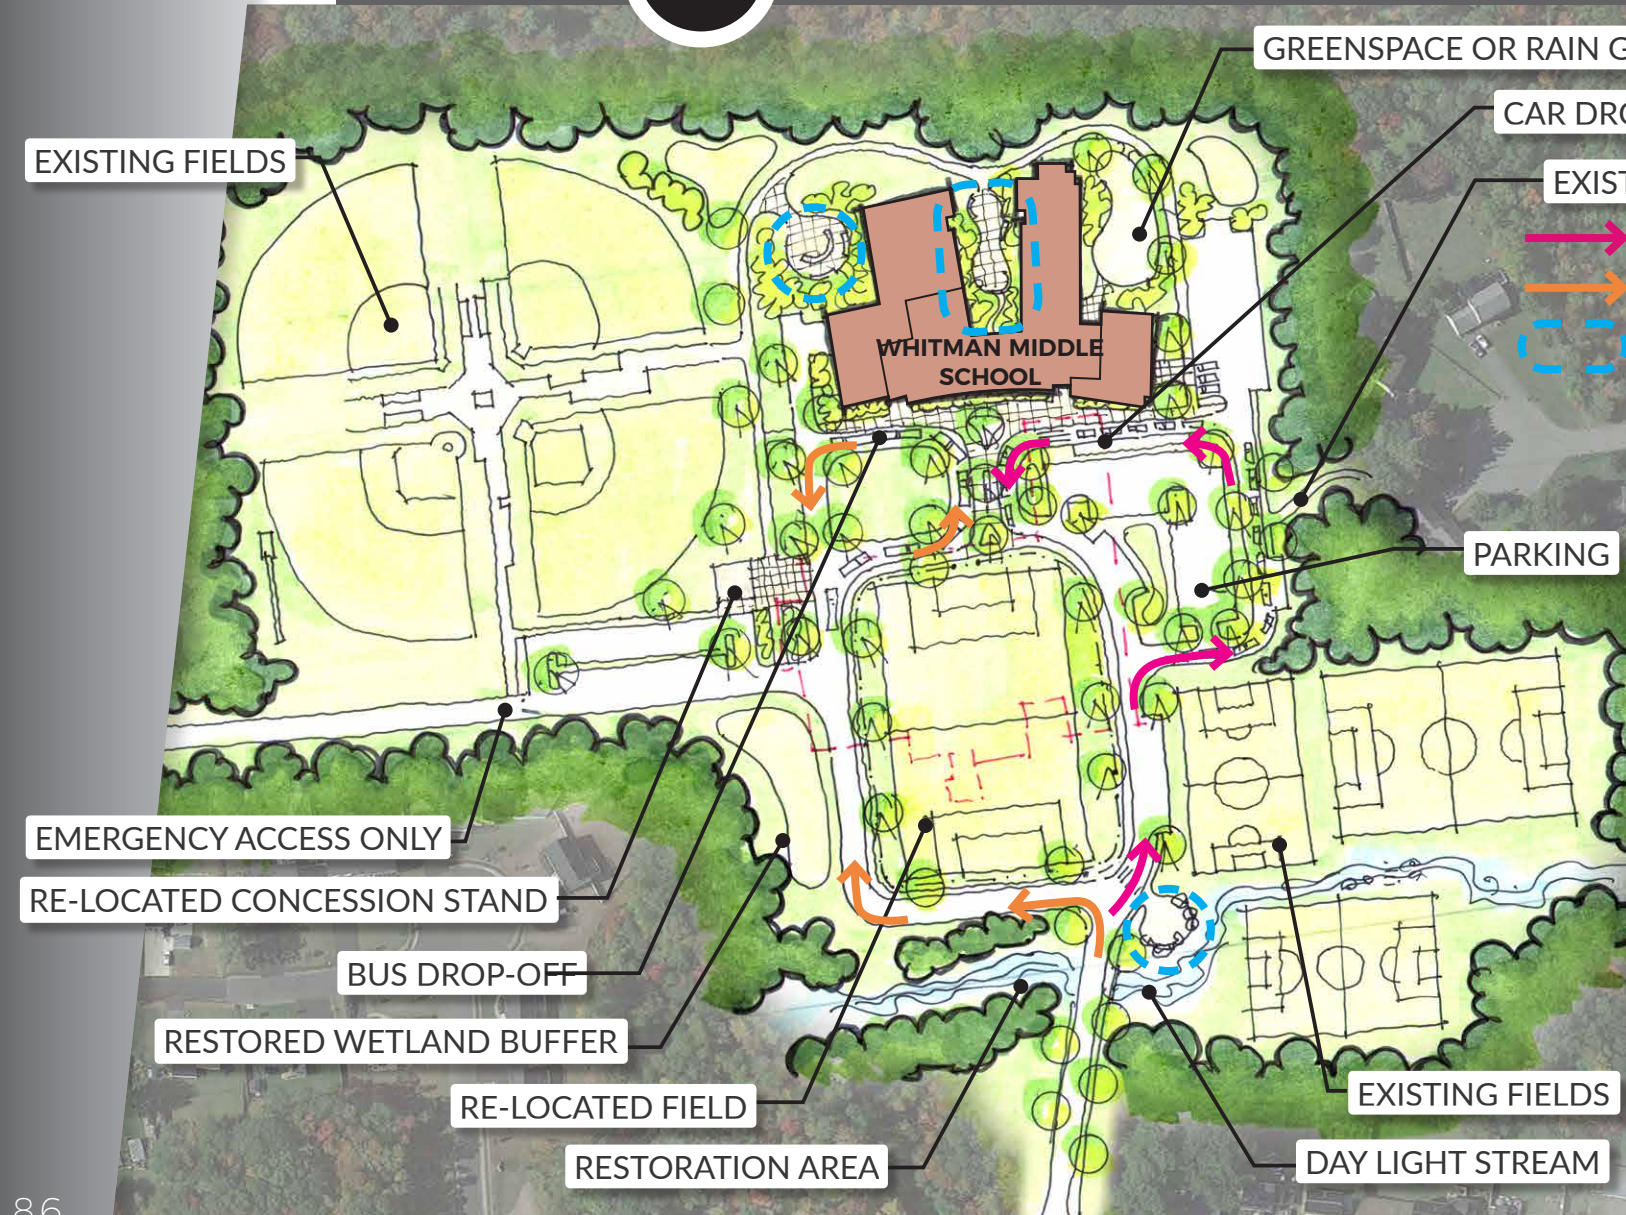 GREENSPACE OR RAIN G
CAR DRO
EXISTING FIELDS
EXIST
WHITMAN MIDDLE
SCHOOL
PARKING
EMERGENCY ACCESS ONLY
RE-LOCATED CONCESSION STAND
BUS DROP-OFF
RESTORED WETLAND BUFFER
RE-LOCATED FIELD
EXISTING FIELDS
RESTORATION AREA
DAY LIGHT STREAM
86